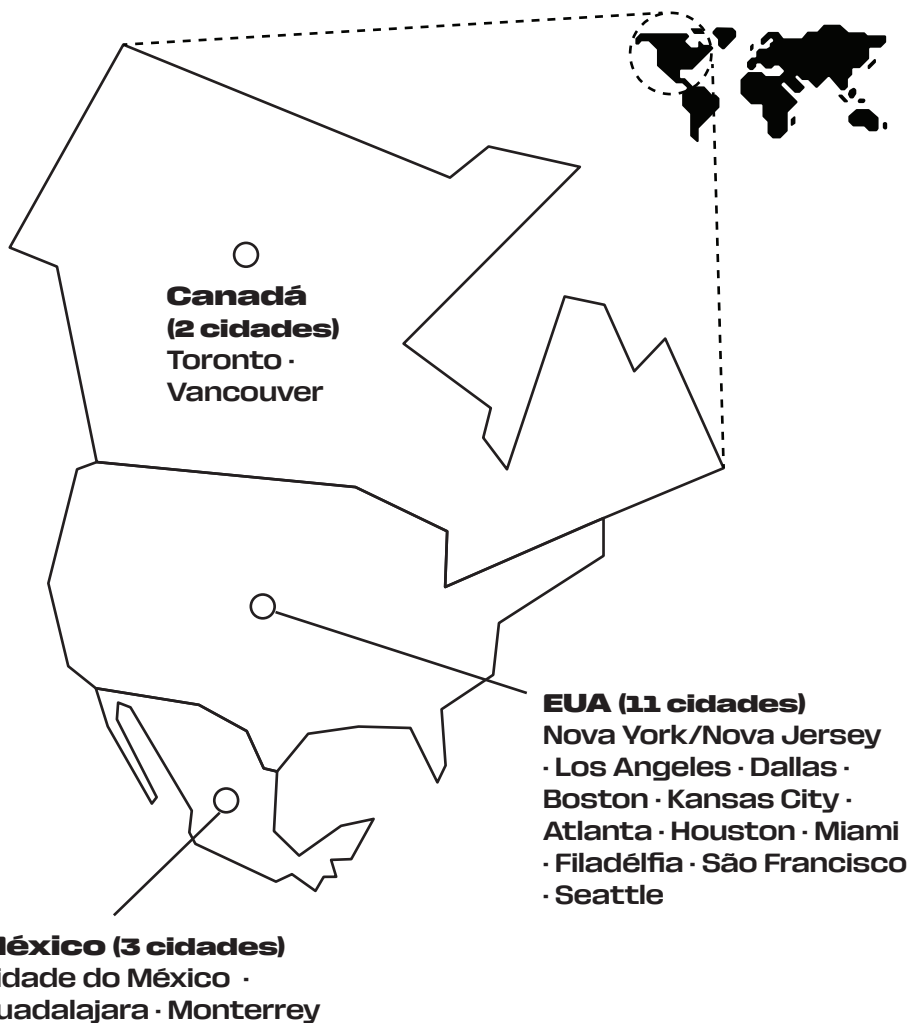 Canadá
(2 cidades)
Toronto ·
Vancouver
EUA (11 cidades)
Nova York/Nova Jersey
· Los Angeles · Dallas ·
Boston · Kansas City ·
Atlanta · Houston · Miami
· Filadélfia · São Francisco
· Seattle
éxico (3 cidades)
idade do México ·
uadalajara · Monterrey